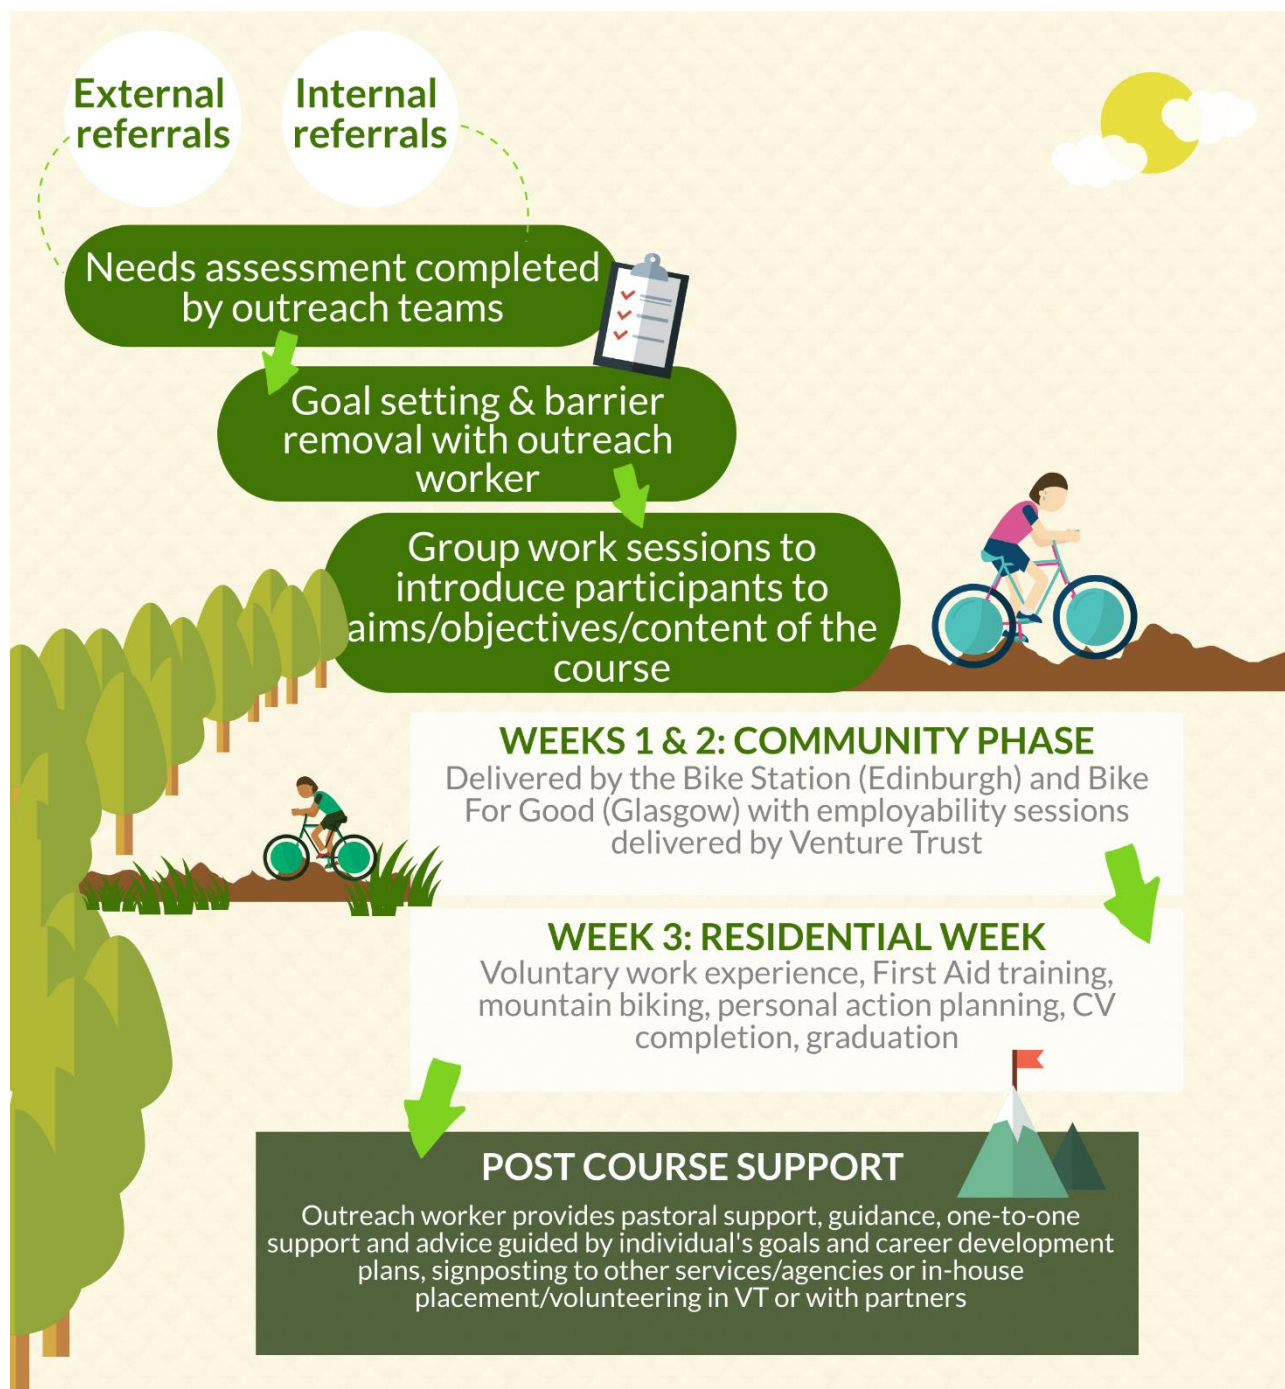 External
referrals
Internal
referrals
Needs assessment completed
by outreach teams
Goal setting & barrier
removal with outreach
worker
Group work sessions to
introduce participants to
aims/objectives/content of the
course
WEEKS 1 & 2: COMMUNITY PHASE
Delivered by the Bike Station (Edinburgh) and Bike
For Good (Glasgow) with employability sessions
delivered by Venture Trust
WEEK 3: RESIDENTIAL WEEK
Voluntary work experience, First Aid training,
mountain biking, personal action planning, CV
completion, graduation
POST COURSE SUPPORT
Outreach worker provides pastoral support, guidance, one-to-one
support and advice guided by individual's goals and career development
plans, signposting to other services/agencies or in-house
placement/volunteering in VT or with partners